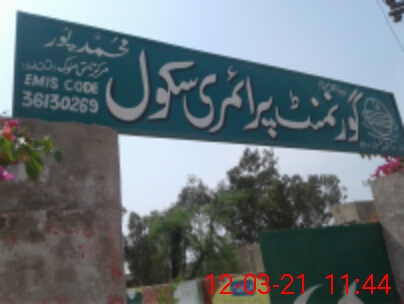 گورنمنٹ پرائمری سکول
محمد پور
EMIS CODE
36130269
12-03-21 11:44